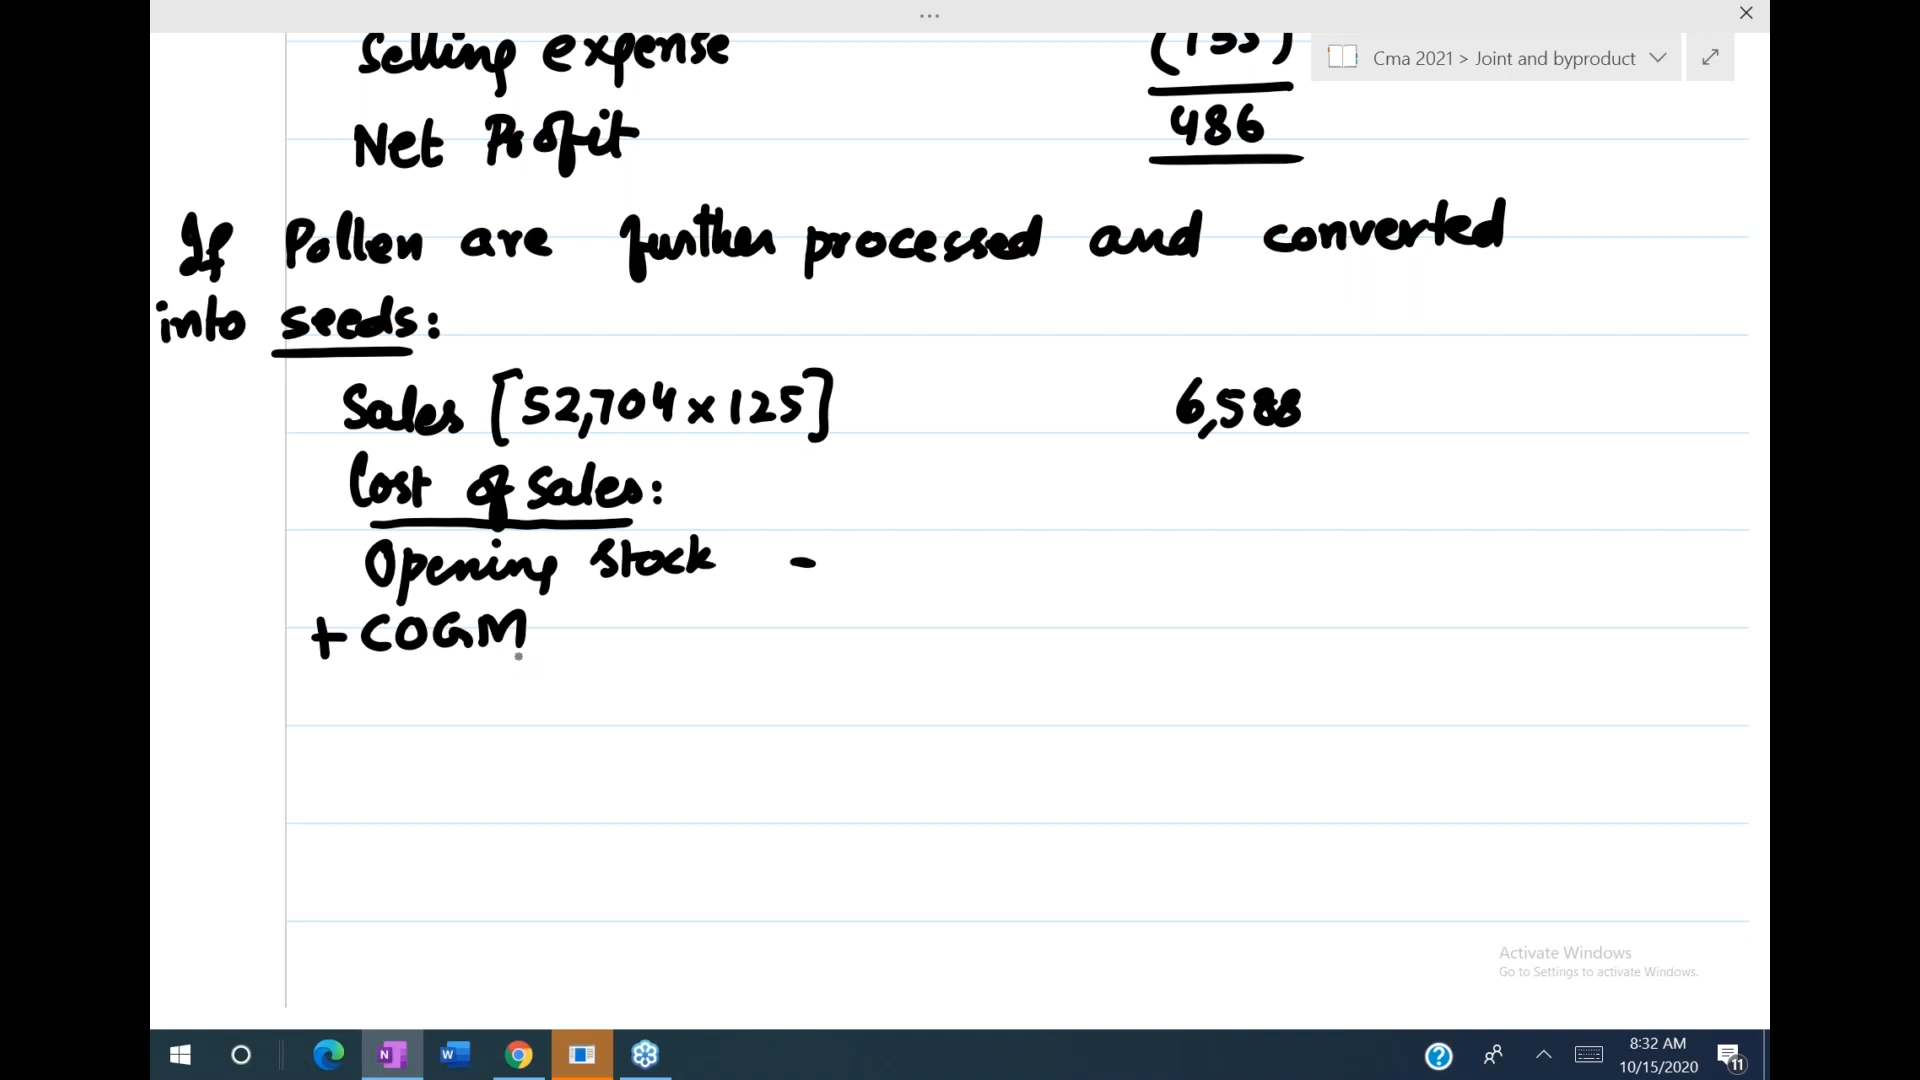 Selling expense (153)
Cma 2021 > Joint and byproduct
Net Profit 486
If Pollen are further processed and converted
into seeds:
Sales [52,704 x 125] 6,588
Cost of sales:
Opening stock -
+ COGM
Activate Windows
Go to Settings to activate Windows.
8:32 AM
10/15/2020
11